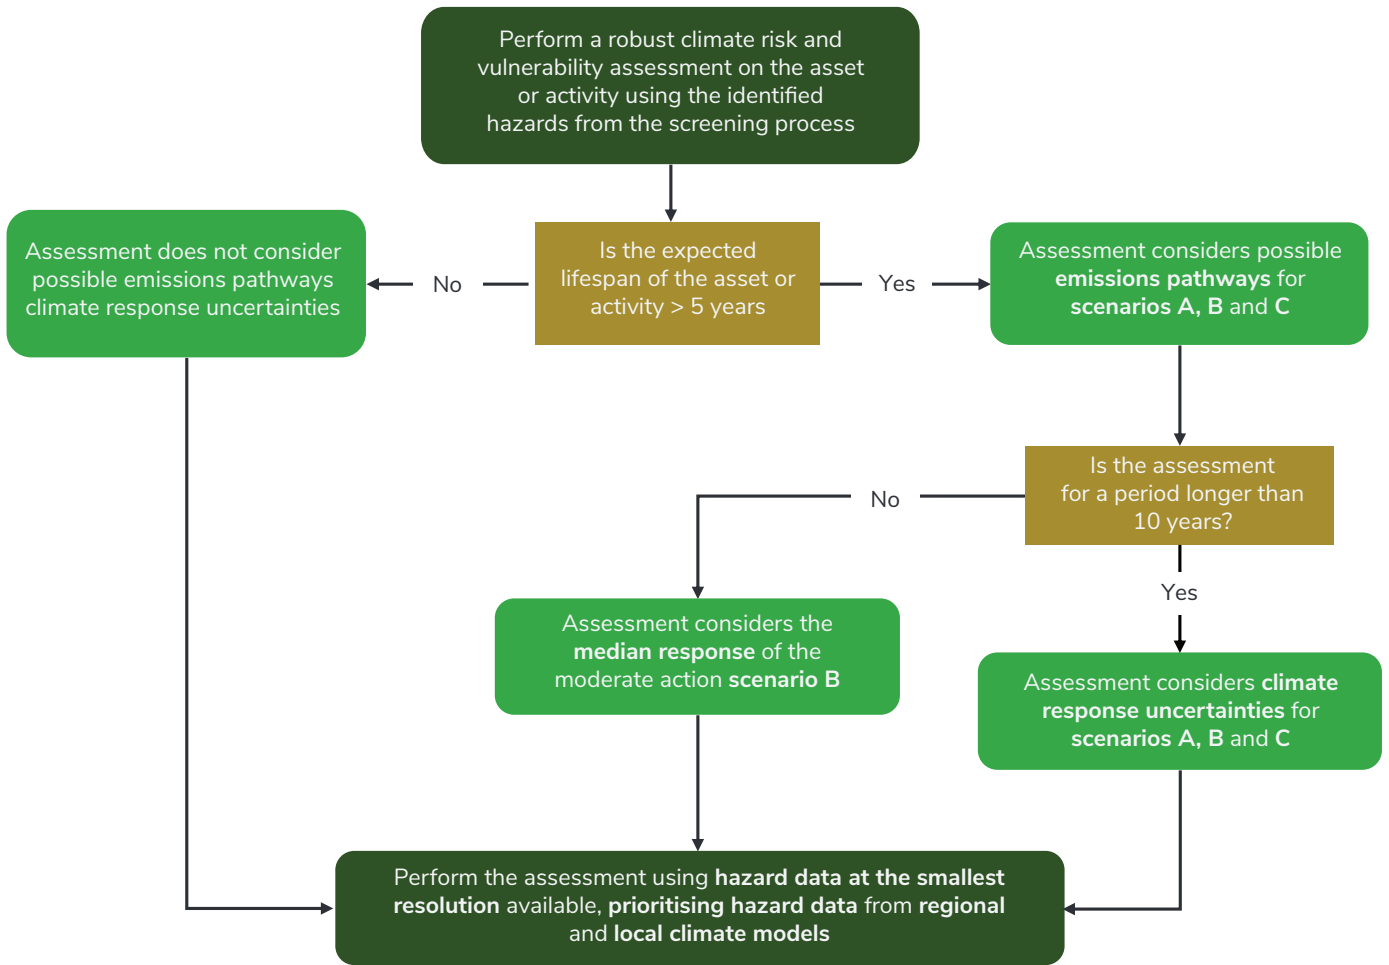 Perform a robust climate risk and
vulnerability assessment on the asset
or activity using the identified
hazards from the screening process
Assessment does not consider
possible emissions pathways
climate response uncertainties
No
Is the expected
lifespan of the asset or
activity > 5 years
Yes
Assessment considers possible
emissions pathways for
scenarios A, B and C
Is the assessment
for a period longer than
10 years?
No
Yes
Assessment considers the
median response of the
moderate action scenario B
Assessment considers climate
response uncertainties for
scenarios A, B and C
Perform the assessment using hazard data at the smallest
resolution available, prioritising hazard data from regional
and local climate models